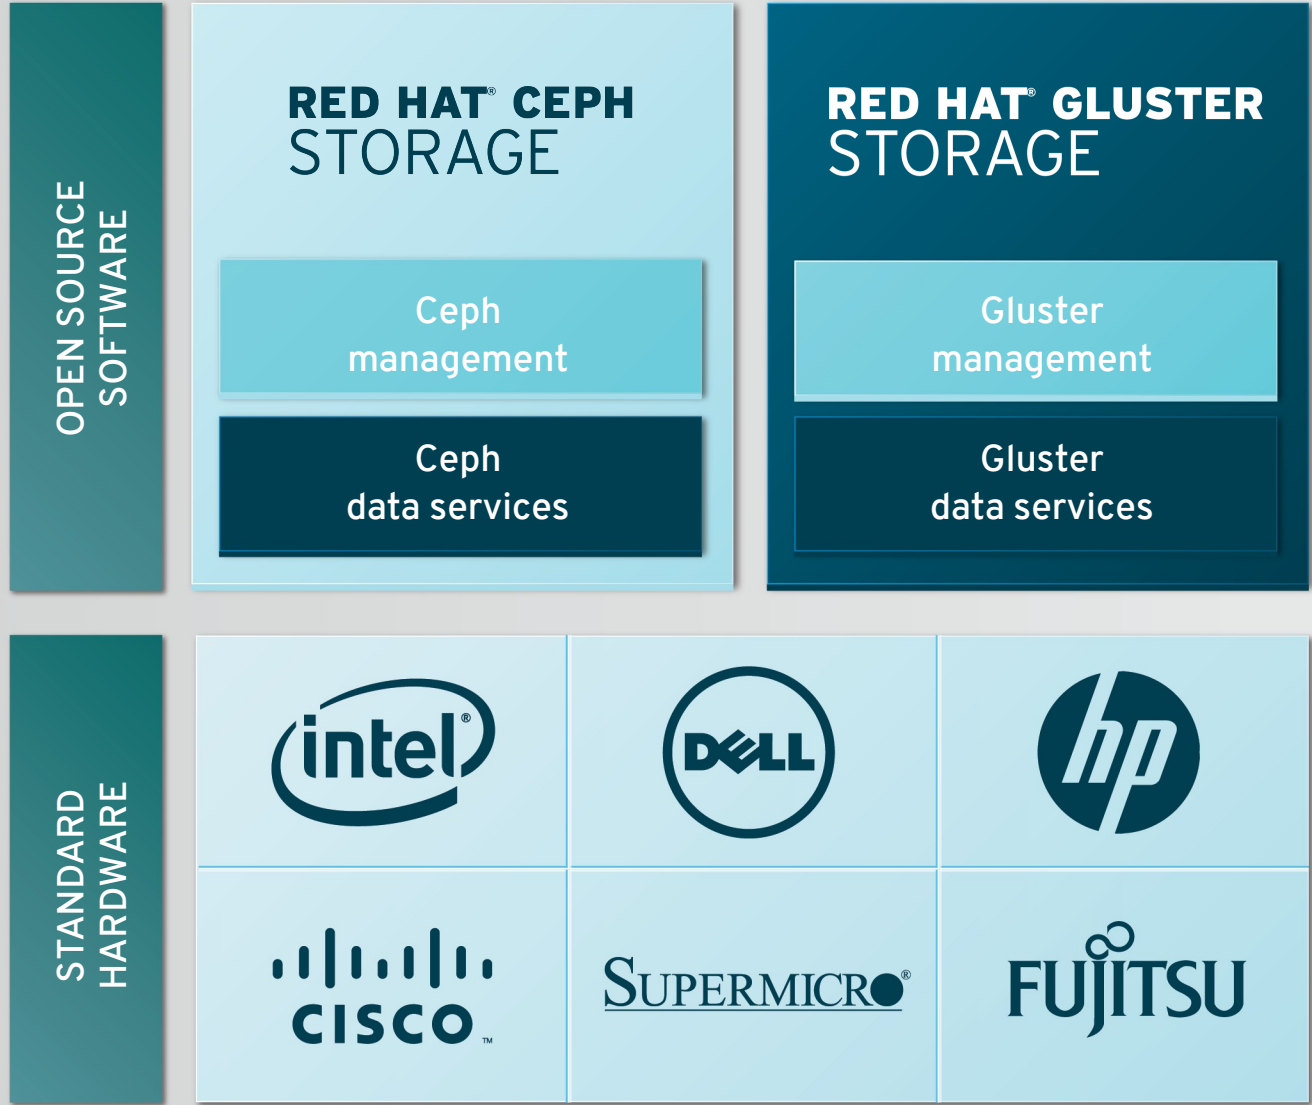 OPEN SOURCE
SOFTWARE
RED HAT® CEPH
STORAGE
Ceph
management
Ceph
data services
RED HAT® GLUSTER
STORAGE
Gluster
management
Gluster
data services
STANDARD
HARDWARE
intel®
DELL
hp
CISCO™
SUPERMICRO®
FUJITSU